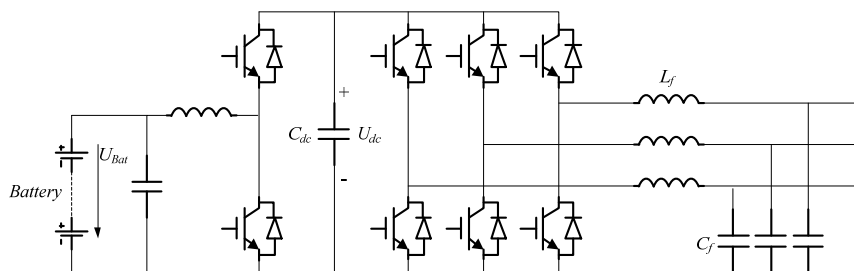 L_f
+
C_dc
U_dc
U_Bat
Battery
-
C_f